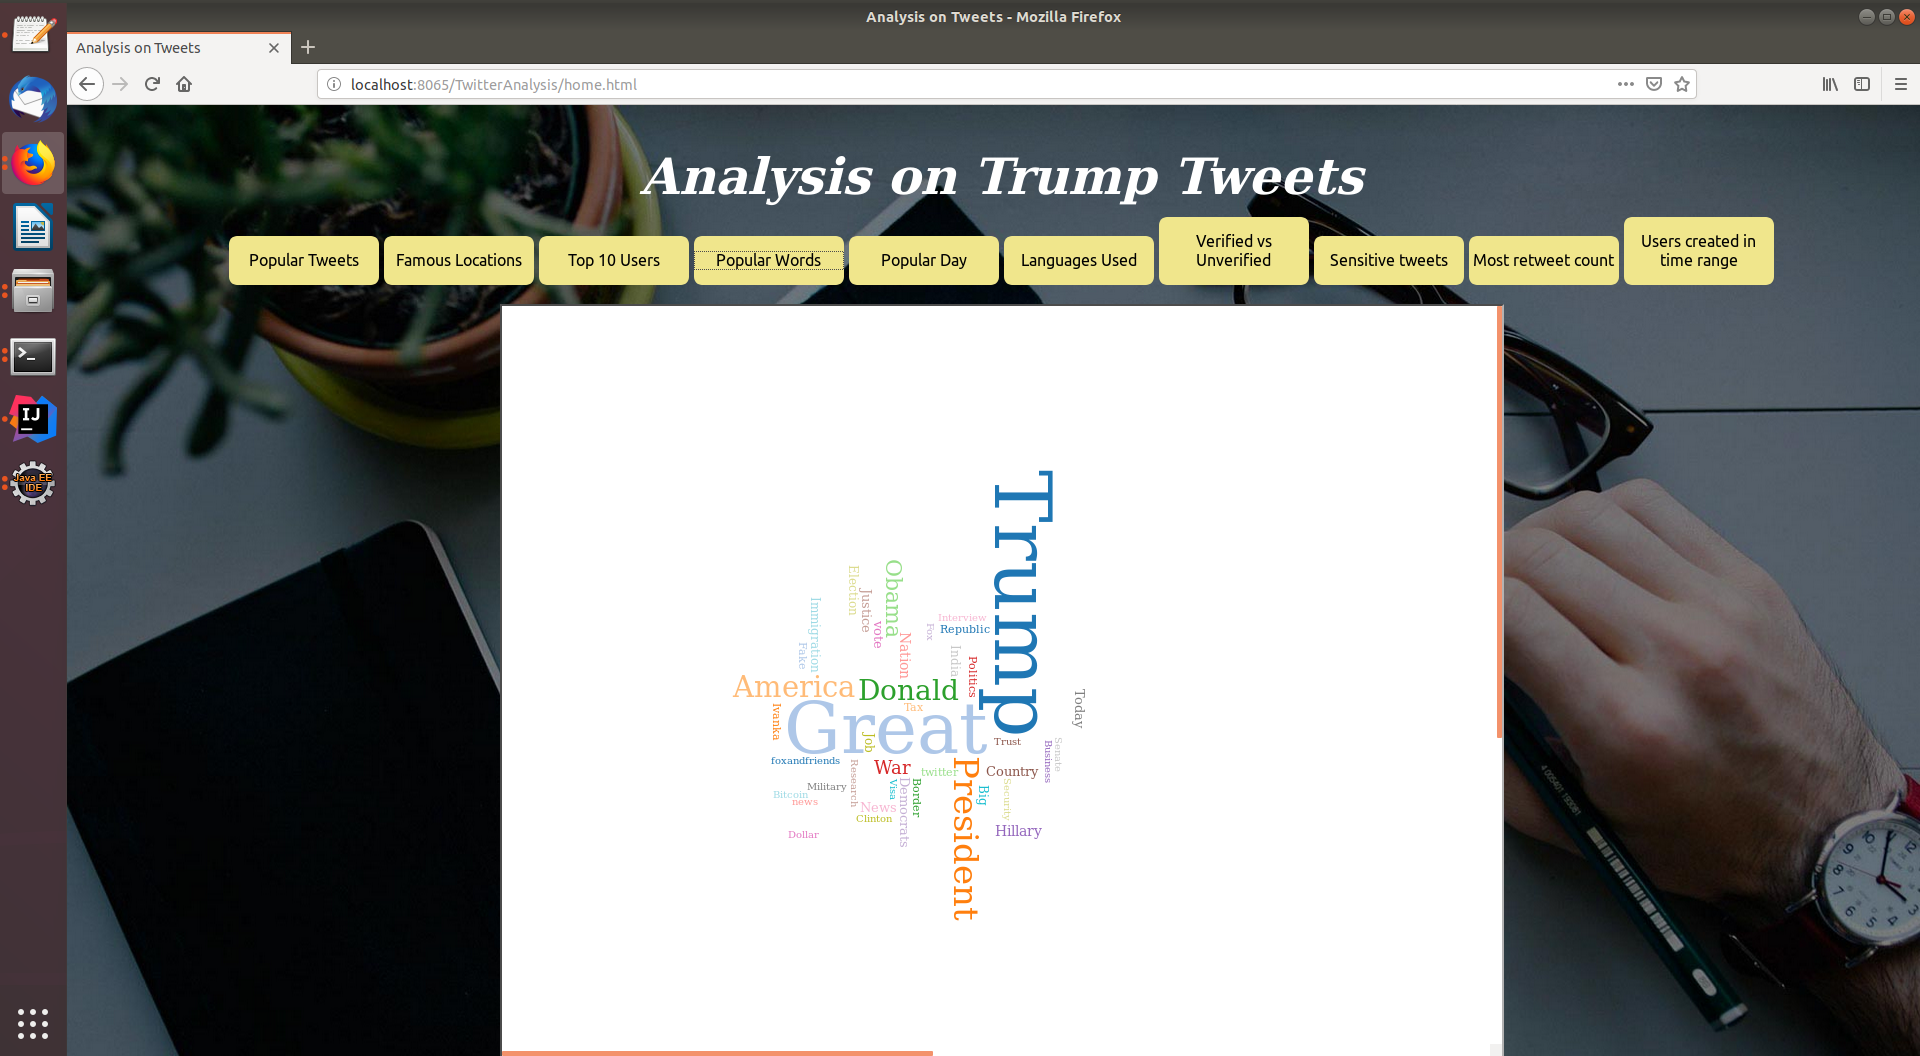 Analysis on Tweets - Mozilla Firefox
Analysis on Tweets
localhost:8065/TwitterAnalysis/home.html
Analysis on Trump Tweets
Popular Tweets
Famous Locations
Top 10 Users
Popular Words
Popular Day
Languages Used
Verified vs
Unverified
Sensitive tweets
Most retweet count
Users created in
time range
IJ
Java EE
IDE
Trump
Obama
Election
Justice
Immigration
vote
Interview
Fox
Republic
Nation
Fake
India
Politics
America
Donald
Today
Ivanka
Tax
Great
Job
Trust
Business
Senate
foxandfriends
Research
War
twitter
President
Country
Military
Visa
Democrats
Border
Big
Security
Bitcoin
news
News
Clinton
Hillary
Dollar